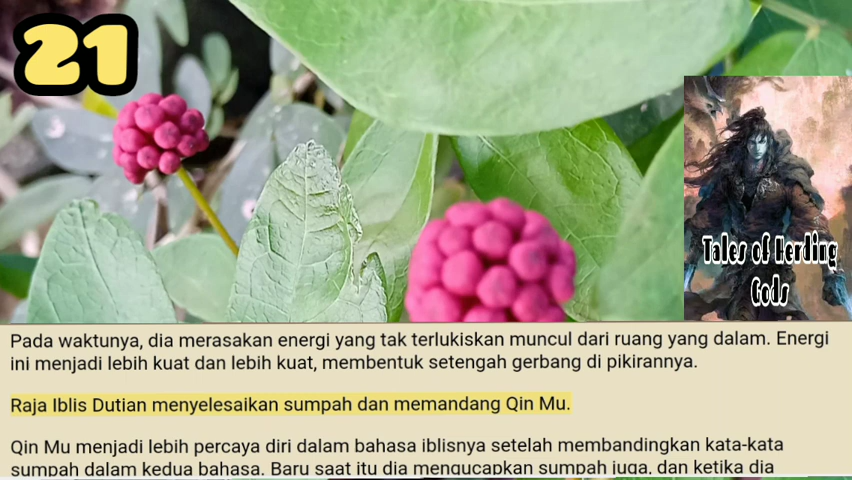 21
Tales of Herding
Gods
Pada waktunya, dia merasakan energi yang tak terlukiskan muncul dari ruang yang dalam. Energi
ini menjadi lebih kuat dan lebih kuat, membentuk setengah gerbang di pikirannya.
Raja Iblis Dutian menyelesaikan sumpah dan memandang Qin Mu.
Qin Mu menjadi lebih percaya diri dalam bahasa iblisnya setelah membandingkan kata-kata
sumpah dalam kedua bahasa. Baru saat itu dia mengucapkan sumpah juga, dan ketika dia